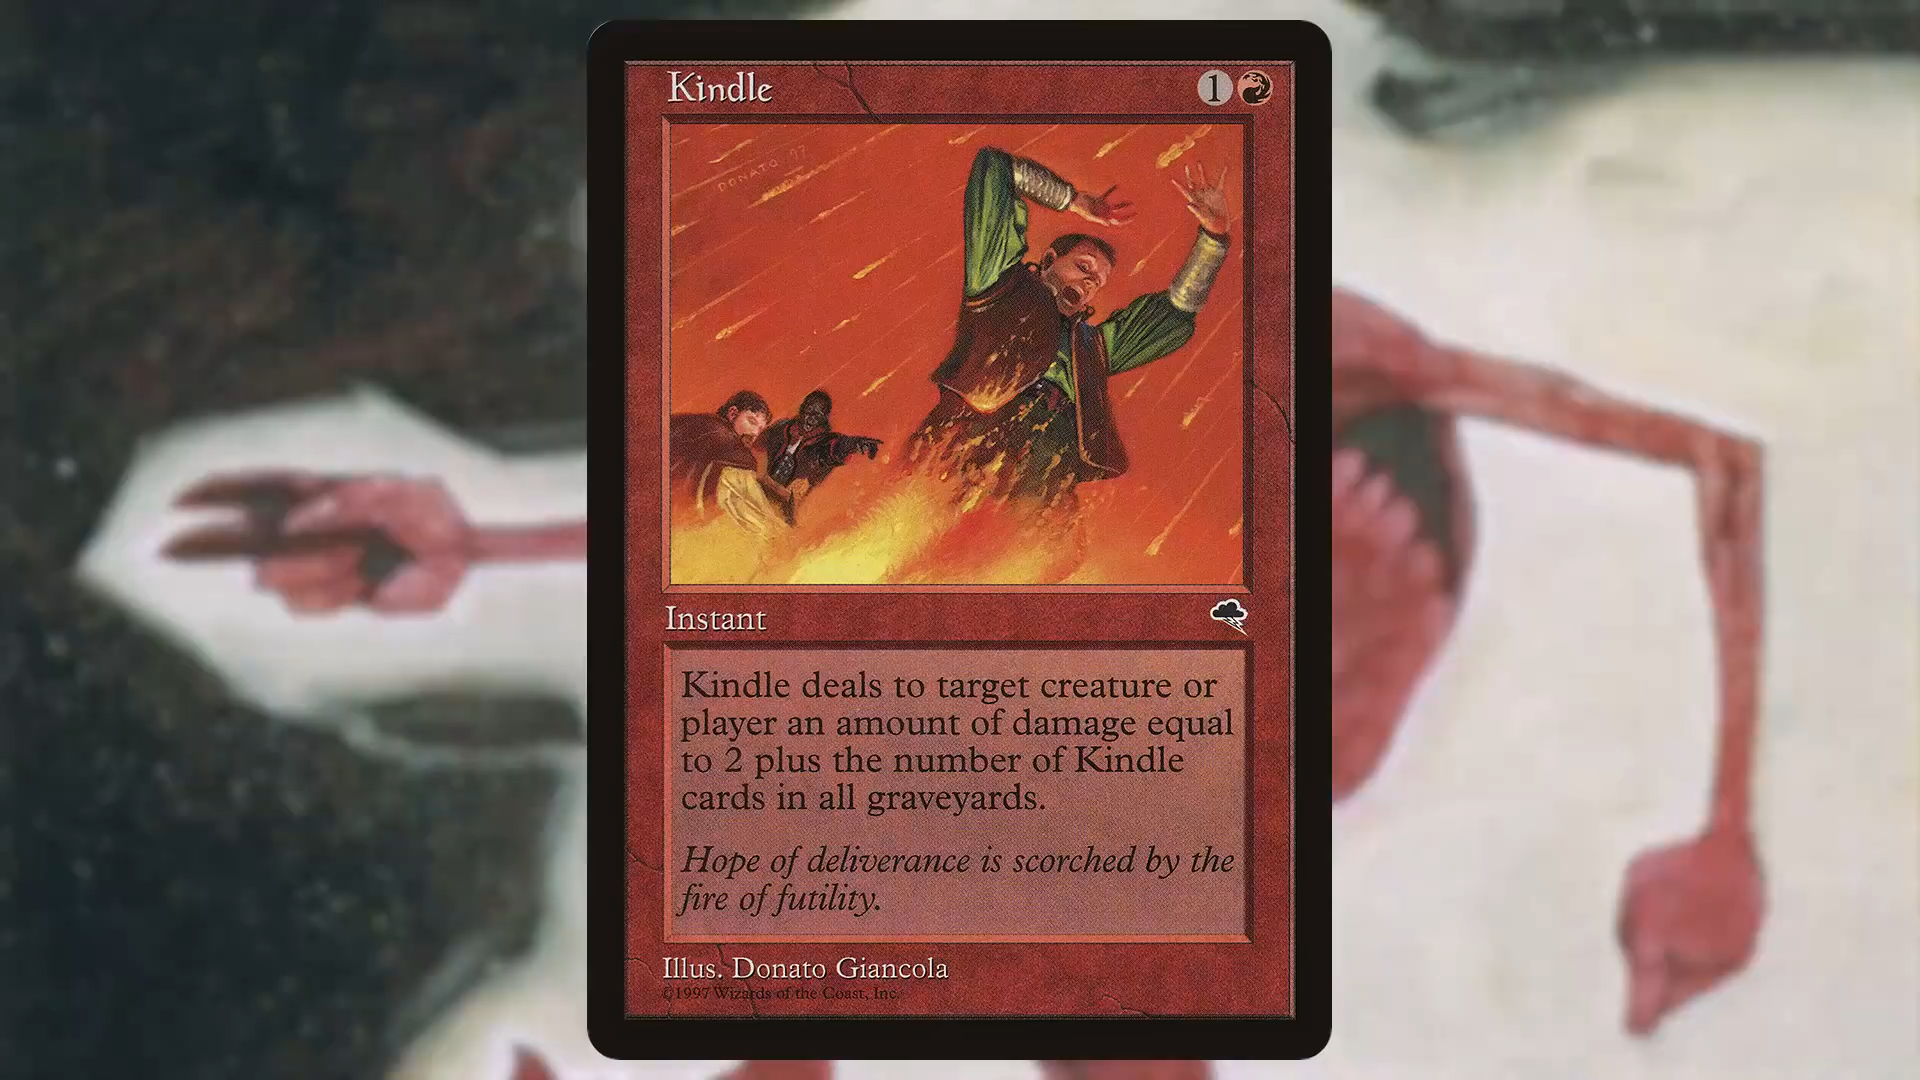 Kindle 1
DONATO 97
Instant
Kindle deals to target creature or
player an amount of damage equal
to 2 plus the number of Kindle
cards in all graveyards.
Hope of deliverance is scorched by the
fire of futility.
Illus. Donato Giancola
©1997 Wizards of the Coast, Inc.